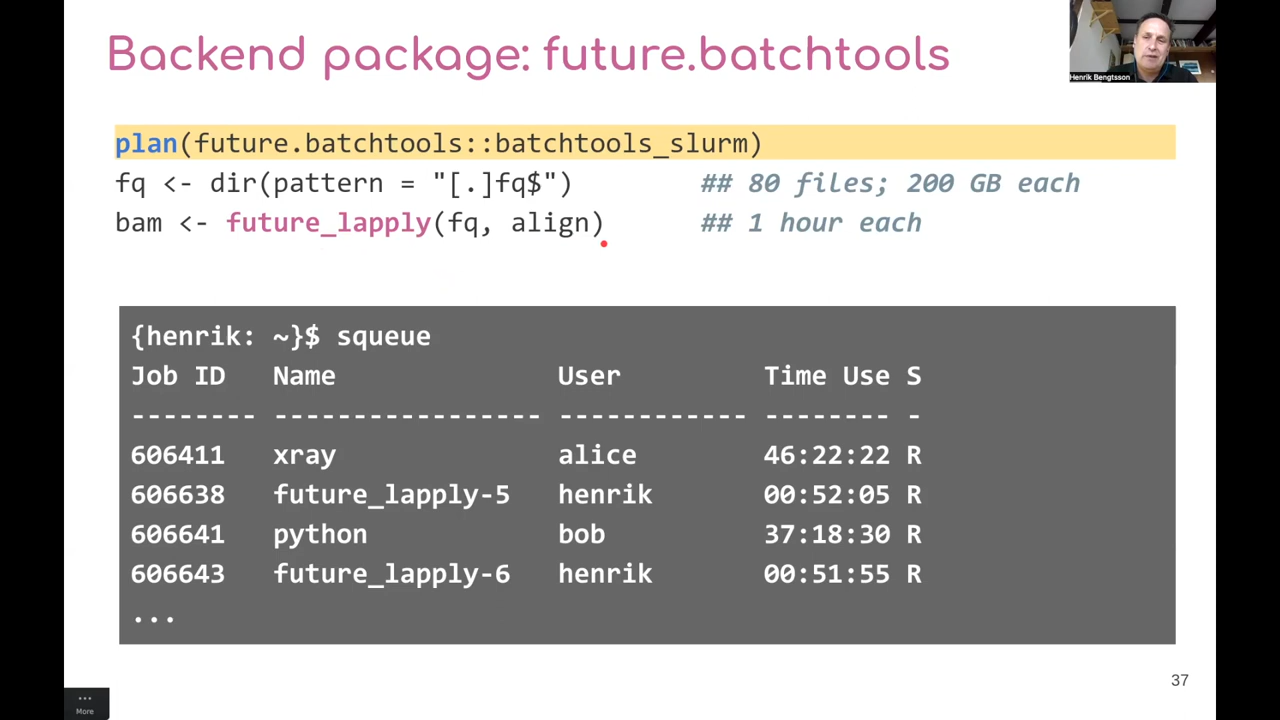 Backend package: future.batchtools
Henrik Bengtsson
plan(future.batchtools::batchtools_slurm)
fq <- dir(pattern = "[.]fq$")        ## 80 files; 200 GB each
bam <- future_lapply(fq, align)      ## 1 hour each
{henrik: ~}$ squeue
Job ID   Name              User         Time Use S
-------- ----------------- ------------ -------- -
606411   xray              alice        46:22:22 R
606638   future_lapply-5   henrik       00:52:05 R
606641   python            bob          37:18:30 R
606643   future_lapply-6   henrik       00:51:55 R
...
37
...
More